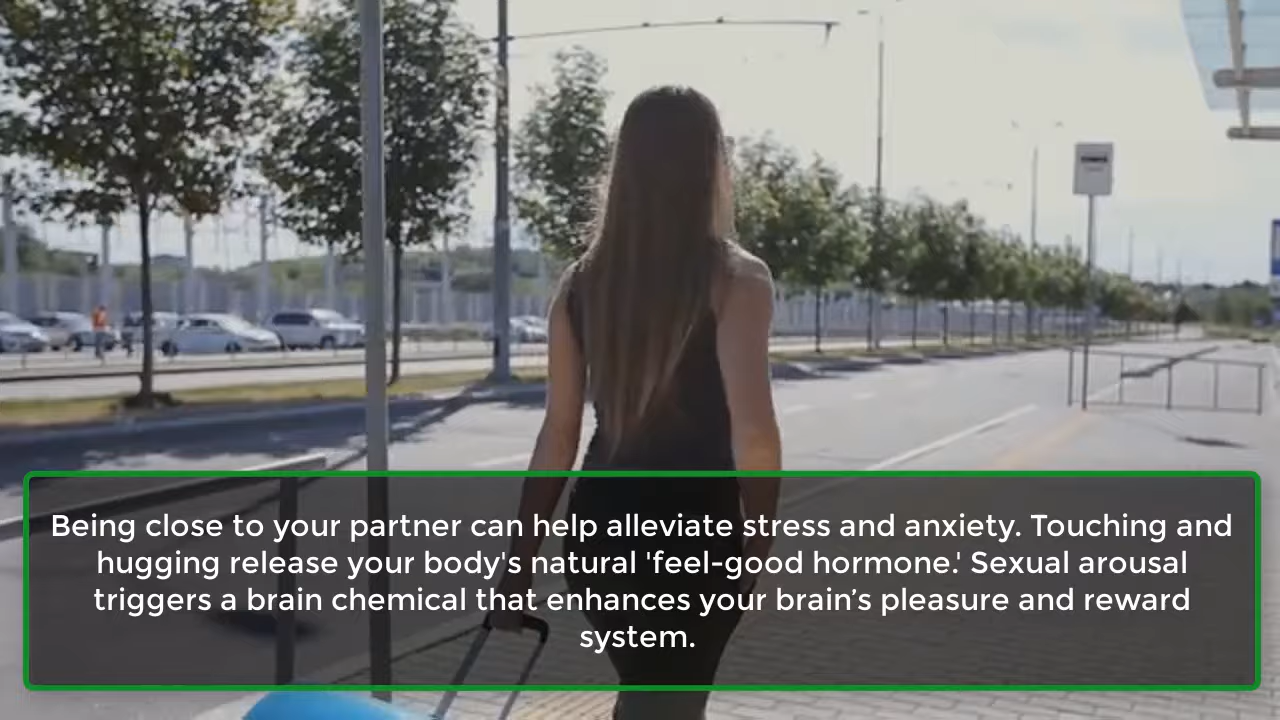 Being close to your partner can help alleviate stress and anxiety. Touching and
hugging release your body's natural 'feel-good hormone.' Sexual arousal
triggers a brain chemical that enhances your brain’s pleasure and reward
system.